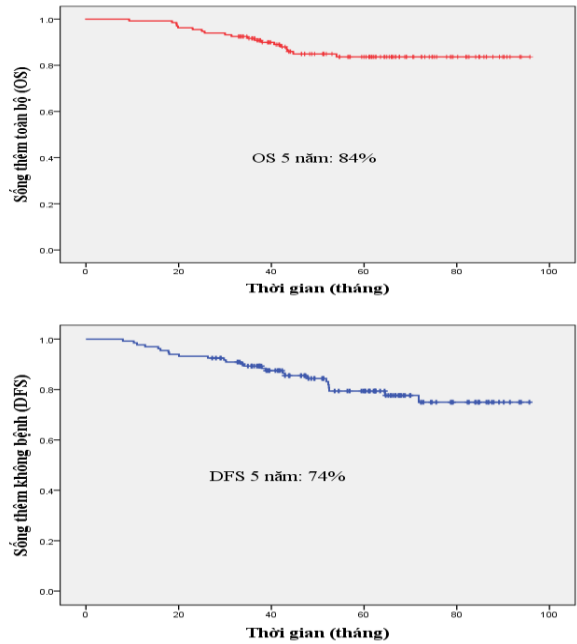 Sống thêm toàn bộ (OS)
1.0
0.8
0.6
0.4
0.2
0.0
OS 5 năm: 84%
0 20 40 60 80 100
Thời gian (tháng)
Sống thêm không bệnh (DFS)
1.0
0.8
0.6
0.4
0.2
0.0
DFS 5 năm: 74%
0 20 40 60 80 100
Thời gian (tháng)